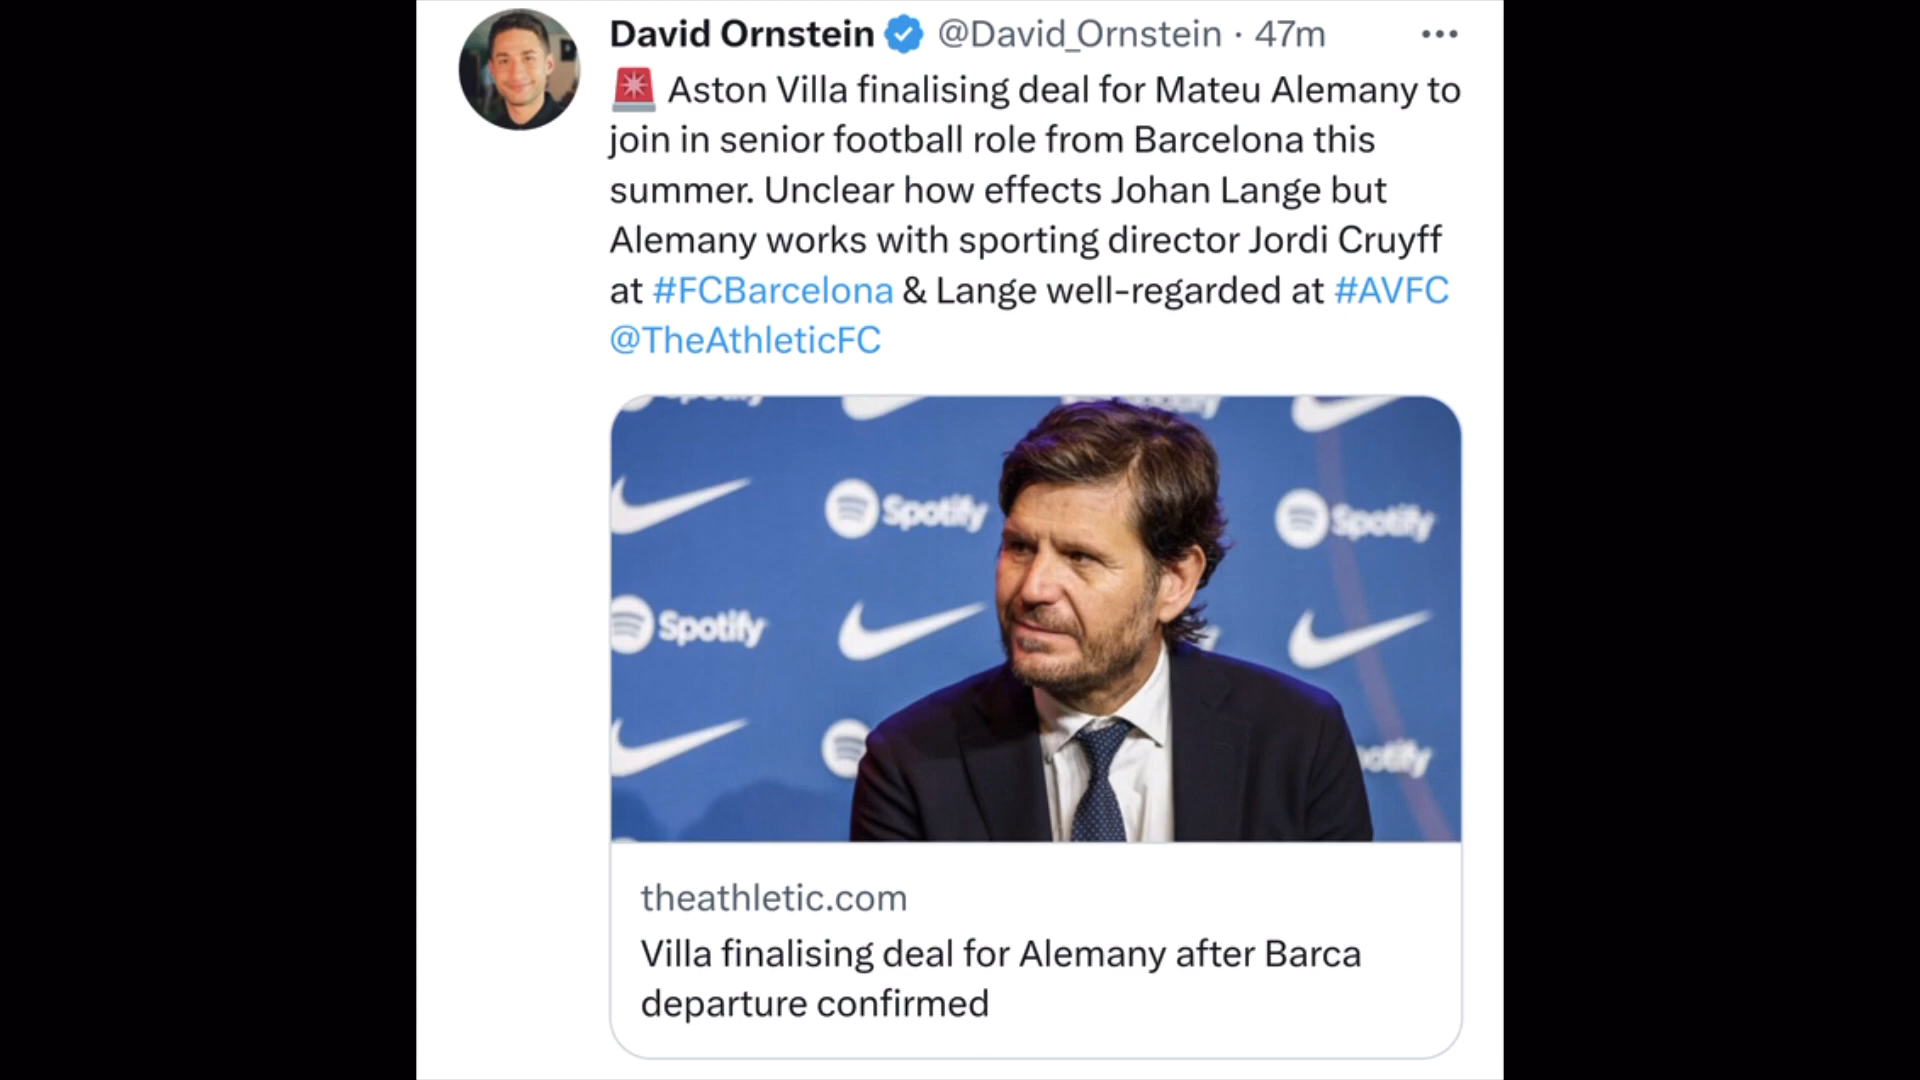 David Ornstein @David_Ornstein · 47m
🚨 Aston Villa finalising deal for Mateu Alemany to
join in senior football role from Barcelona this
summer. Unclear how effects Johan Lange but
Alemany works with sporting director Jordi Cruyff
at #FCBarcelona & Lange well-regarded at #AVFC
@TheAthleticFC
Spotify
Spotify
Spotify
Spotify
Spotify
theathletic.com
Villa finalising deal for Alemany after Barca
departure confirmed